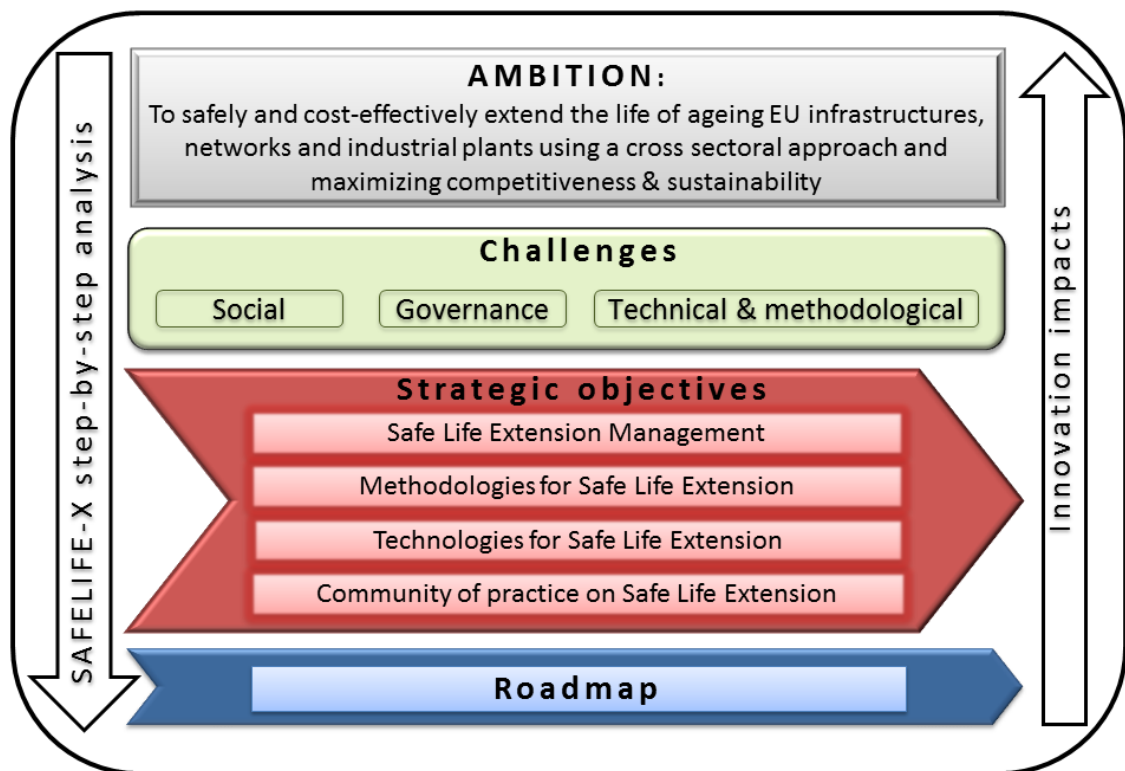 AMBITION:
To safely and cost-effectively extend the life of ageing EU infrastructures,
networks and industrial plants using a cross sectoral approach and
maximizing competitiveness & sustainability
Challenges
Social
Governance
Technical & methodological
Strategic objectives
Safe Life Extension Management
Methodologies for Safe Life Extension
Technologies for Safe Life Extension
Community of practice on Safe Life Extension
Roadmap
SAFELIFE-X step-by-step analysis
Innovation impacts